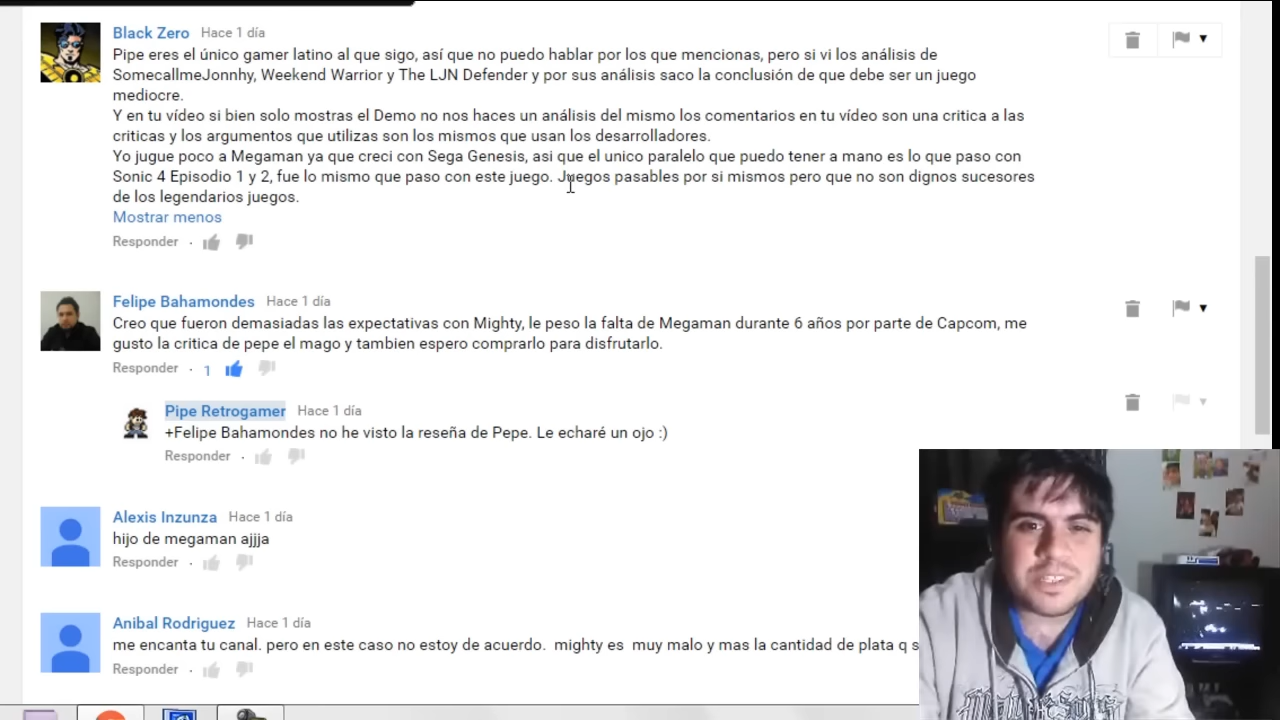 Black Zero Hace 1 día
Pipe eres el único gamer latino al que sigo, así que no puedo hablar por los que mencionas, pero si vi los análisis de
SomecallmeJonnhy, Weekend Warrior y The LJN Defender y por sus análisis saco la conclusión de que debe ser un juego
mediocre.
Y en tu vídeo si bien solo mostras el Demo no nos haces un análisis del mismo los comentarios en tu vídeo son una critica a las
criticas y los argumentos que utilizas son los mismos que usan los desarrolladores.
Yo jugue poco a Megaman ya que creci con Sega Genesis, asi que el unico paralelo que puedo tener a mano es lo que paso con
Sonic 4 Episodio 1 y 2, fue lo mismo que paso con este juego. Juegos pasables por si mismos pero que no son dignos sucesores
de los legendarios juegos.
Mostrar menos
Responder ·
Felipe Bahamondes Hace 1 día
Creo que fueron demasiadas las expectativas con Mighty, le peso la falta de Megaman durante 6 años por parte de Capcom, me
gusto la critica de pepe el mago y tambien espero comprarlo para disfrutarlo.
Responder · 1
Pipe Retrogamer Hace 1 día
+Felipe Bahamondes no he visto la reseña de Pepe. Le echaré un ojo :)
Responder ·
Alexis Inzunza Hace 1 día
hijo de megaman ajjja
Responder ·
Anibal Rodriguez Hace 1 día
me encanta tu canal. pero en este caso no estoy de acuerdo. mighty es muy malo y mas la cantidad de plata q s
Responder ·